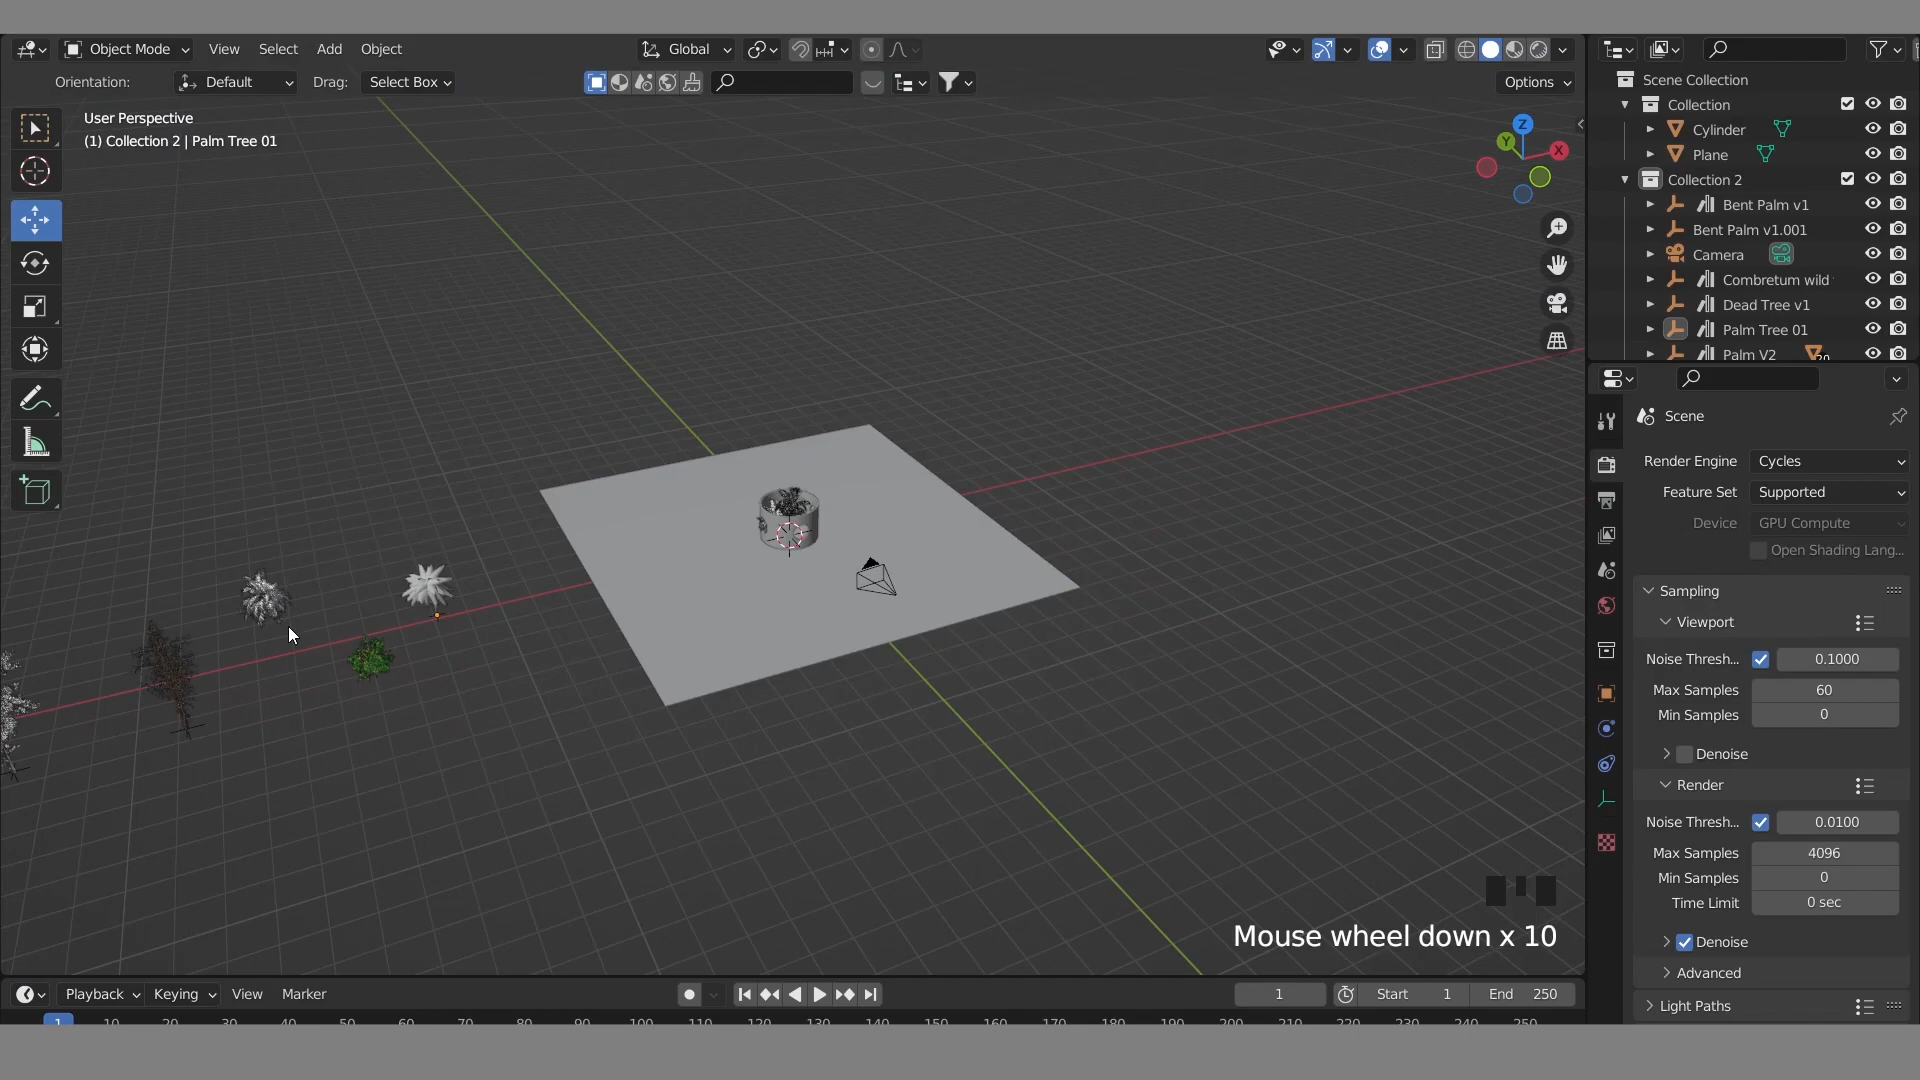 Object Mode View Select Add Object Global
Orientation: Default Drag: Select Box Options
User Perspective
(1) Collection 2 | Palm Tree 01
Z
Y
X
Mouse wheel down x 10
Scene Collection
Collection
Cylinder
Plane
Collection 2
Bent Palm v1
Bent Palm v1.001
Camera
Combretum wild
Dead Tree v1
Palm Tree 01
Palm V2
Scene
Render Engine Cycles
Feature Set Supported
Device GPU Compute
Open Shading Lang...
Sampling
Viewport
Noise Thresh... 0.1000
Max Samples 60
Min Samples 0
Denoise
Render
Noise Thresh... 0.0100
Max Samples 4096
Min Samples 0
Time Limit 0 sec
Denoise
Advanced
Light Paths
Playback Keying View Marker 1 Start 1 End 250
1 10 20 30 40 50 60 70 80 90 100 110 120 130 140 150 160 170 180 190 200 210 220 230 240 250